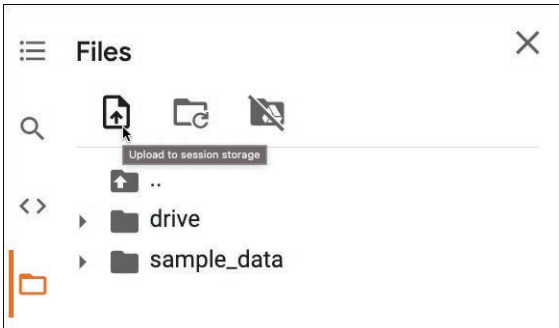 Files
Upload to session storage
..
drive
sample_data